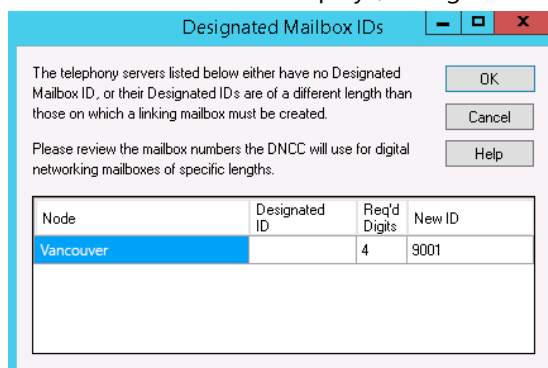 Designated Mailbox IDs
The telephony servers listed below either have no Designated
Mailbox ID, or their Designated IDs are of a different length than
those on which a linking mailbox must be created.
OK
Cancel
Please review the mailbox numbers the DNCC will use for digital
networking mailboxes of specific lengths.
Help
Node Designated ID Req'd Digits New ID
Vancouver 4 9001